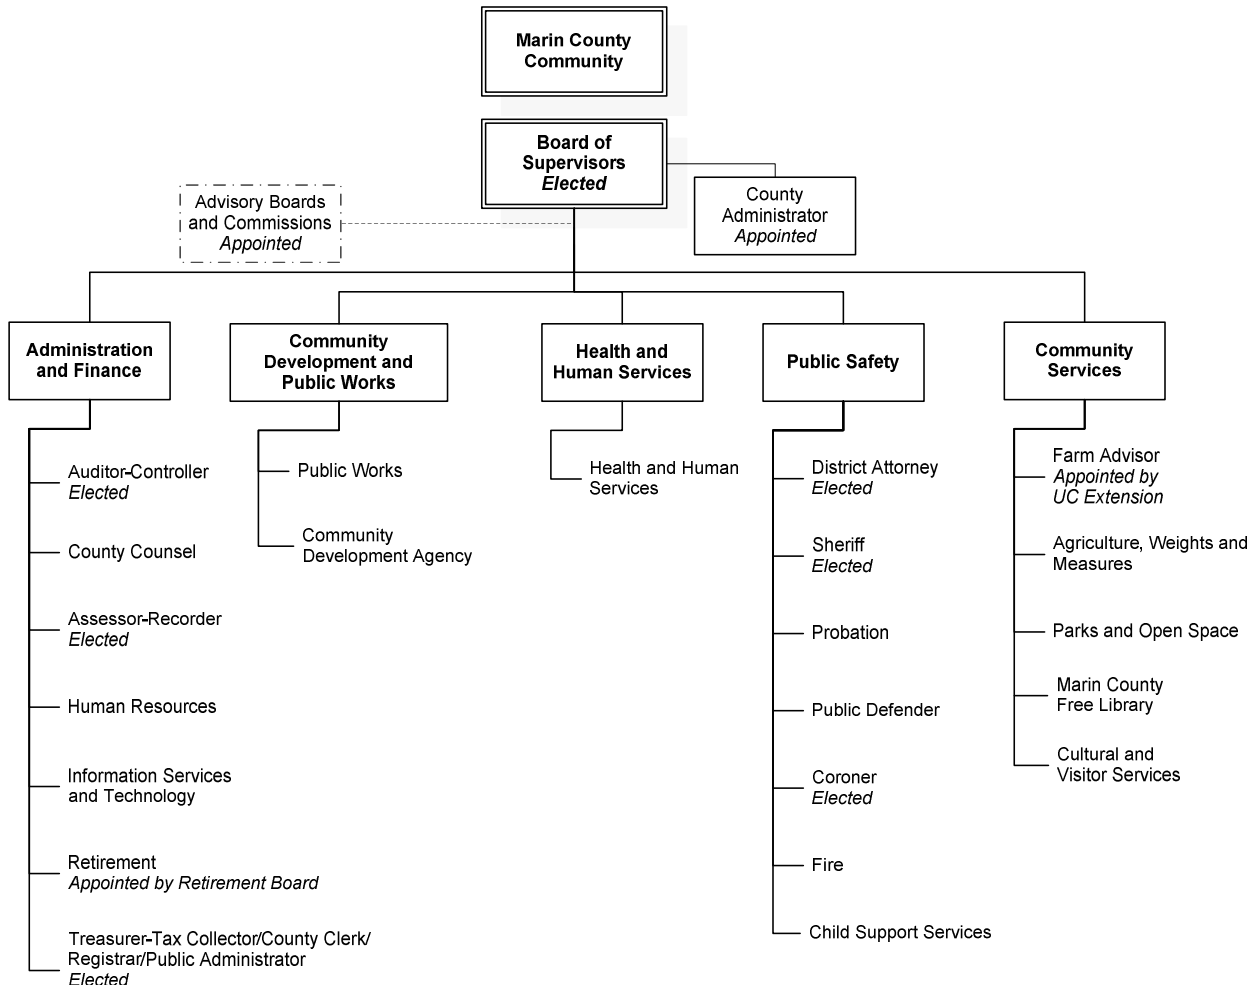 Marin County
Community
Board of
Supervisors
Elected
Advisory Boards
and Commissions
Appointed
County
Administrator
Appointed
Administration
and Finance
Community
Development and
Public Works
Health and
Human Services
Public Safety
Community
Services
Auditor-Controller
Elected
County Counsel
Assessor-Recorder
Elected
Human Resources
Information Services
and Technology
Retirement
Appointed by Retirement Board
Treasurer-Tax Collector/County Clerk/
Registrar/Public Administrator
Elected
Public Works
Community
Development Agency
Health and Human
Services
District Attorney
Elected
Sheriff
Elected
Probation
Public Defender
Coroner
Elected
Fire
Child Support Services
Farm Advisor
Appointed by
UC Extension
Agriculture, Weights and
Measures
Parks and Open Space
Marin County
Free Library
Cultural and
Visitor Services